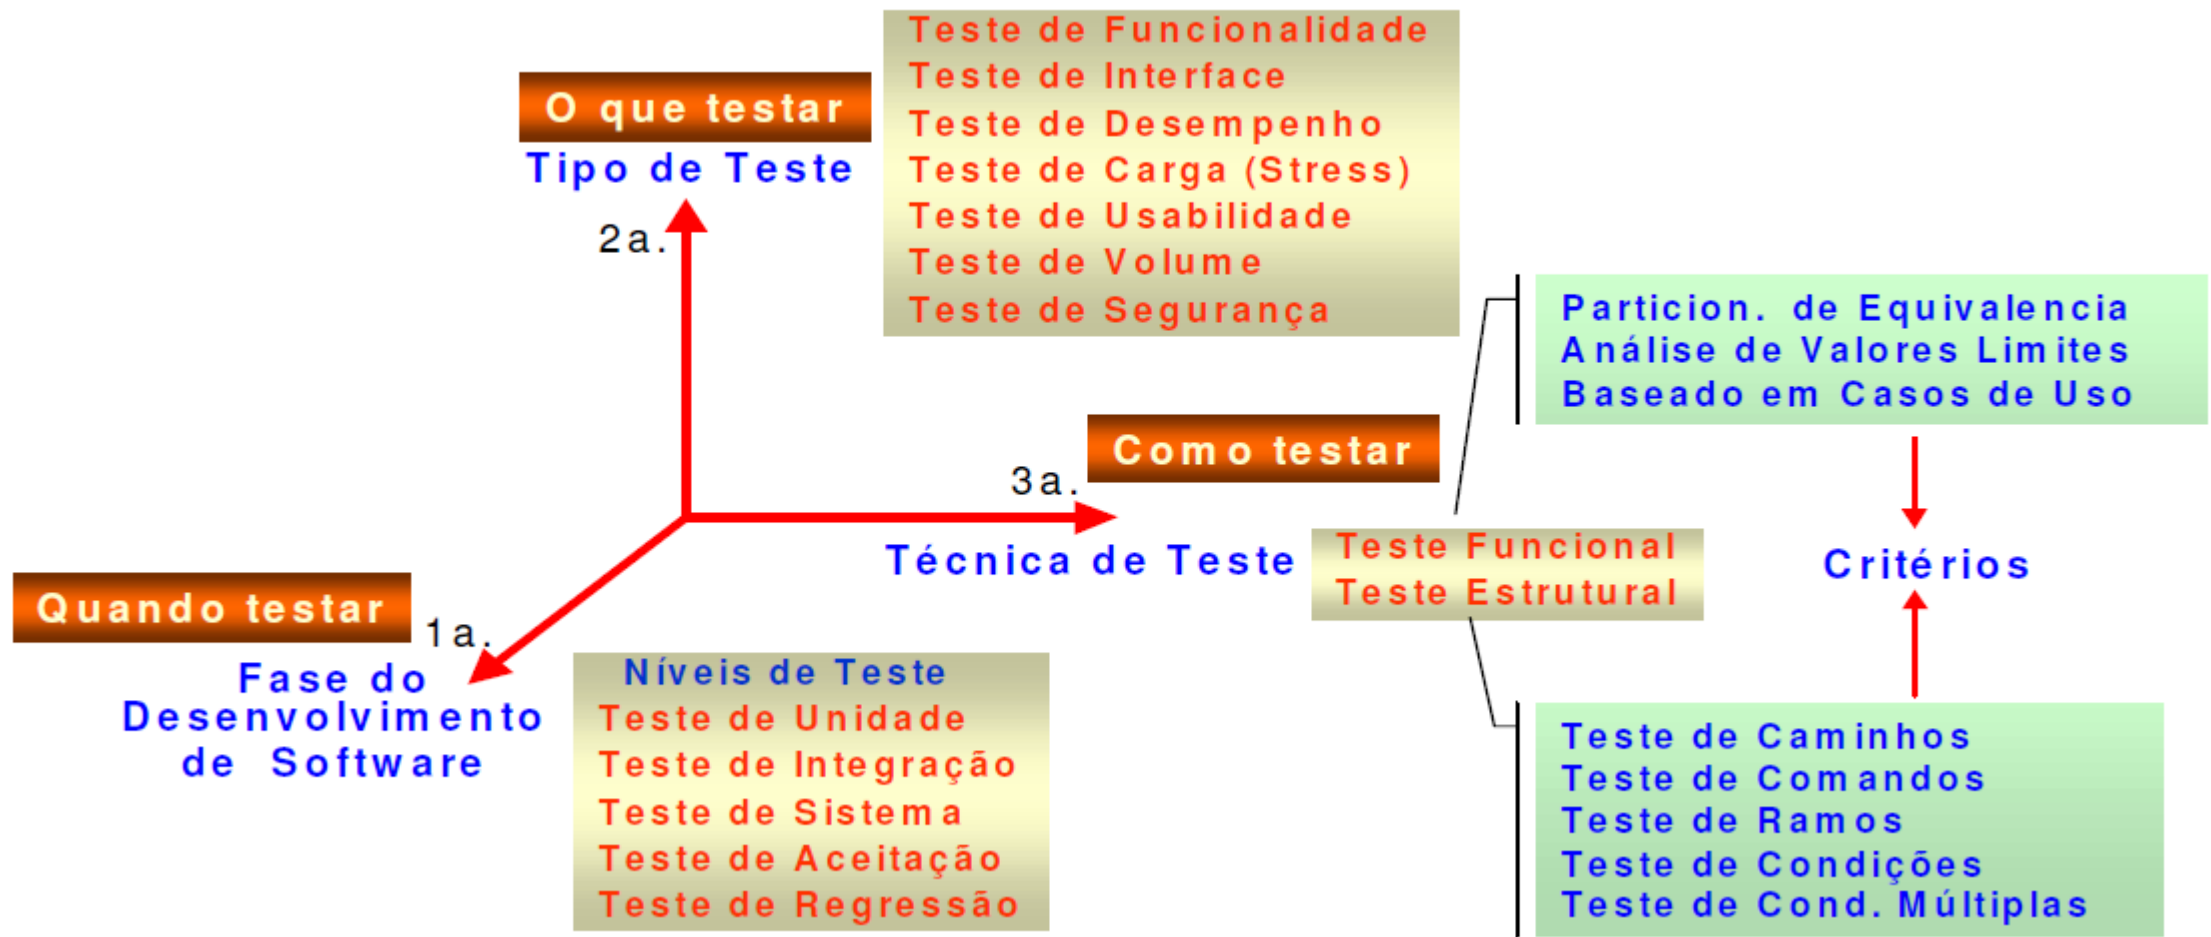 O que testar
Tipo de Teste
2a.
Teste de Funcionalidade
Teste de Interface
Teste de Desempenho
Teste de Carga (Stress)
Teste de Usabilidade
Teste de Volume
Teste de Segurança
Particion. de Equivalencia
Análise de Valores Limites
Baseado em Casos de Uso
Como testar
3a.
Técnica de Teste
Teste Funcional
Teste Estrutural
Critérios
Quando testar
1a.
Fase do
Desenvolvimento
de Software
Níveis de Teste
Teste de Unidade
Teste de Integração
Teste de Sistema
Teste de Aceitação
Teste de Regressão
Teste de Caminhos
Teste de Comandos
Teste de Ramos
Teste de Condições
Teste de Cond. Múltiplas